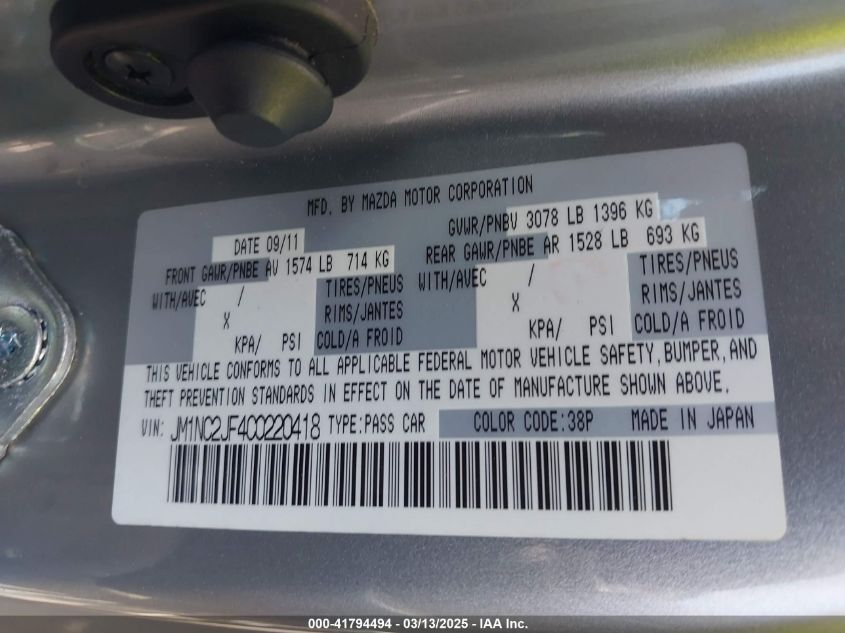 MFD. BY MAZDA MOTOR CORPORATION
DATE 09/11
GVWR/PNBV 3078 LB 1396 KG
FRONT GAWR/PNBE AV 1574 LB 714 KG
REAR GAWR/PNBE AR 1528 LB 693 KG
WITH/AVEC / TIRES/PNEUS
WITH/AVEC / TIRES/PNEUS
X RIMS/JANTES
X RIMS/JANTES
KPA/ PSI COLD/A FROID
KPA/ PSI COLD/A FROID
THIS VEHICLE CONFORMS TO ALL APPLICABLE FEDERAL MOTOR VEHICLE SAFETY, BUMPER, AND
THEFT PREVENTION STANDARDS IN EFFECT ON THE DATE OF MANUFACTURE SHOWN ABOVE.
VIN: JM1NC2JF4C0220418 TYPE:PASS CAR COLOR CODE:38P MADE IN JAPAN
000-41794494 - 03/13/2025 - IAA Inc.